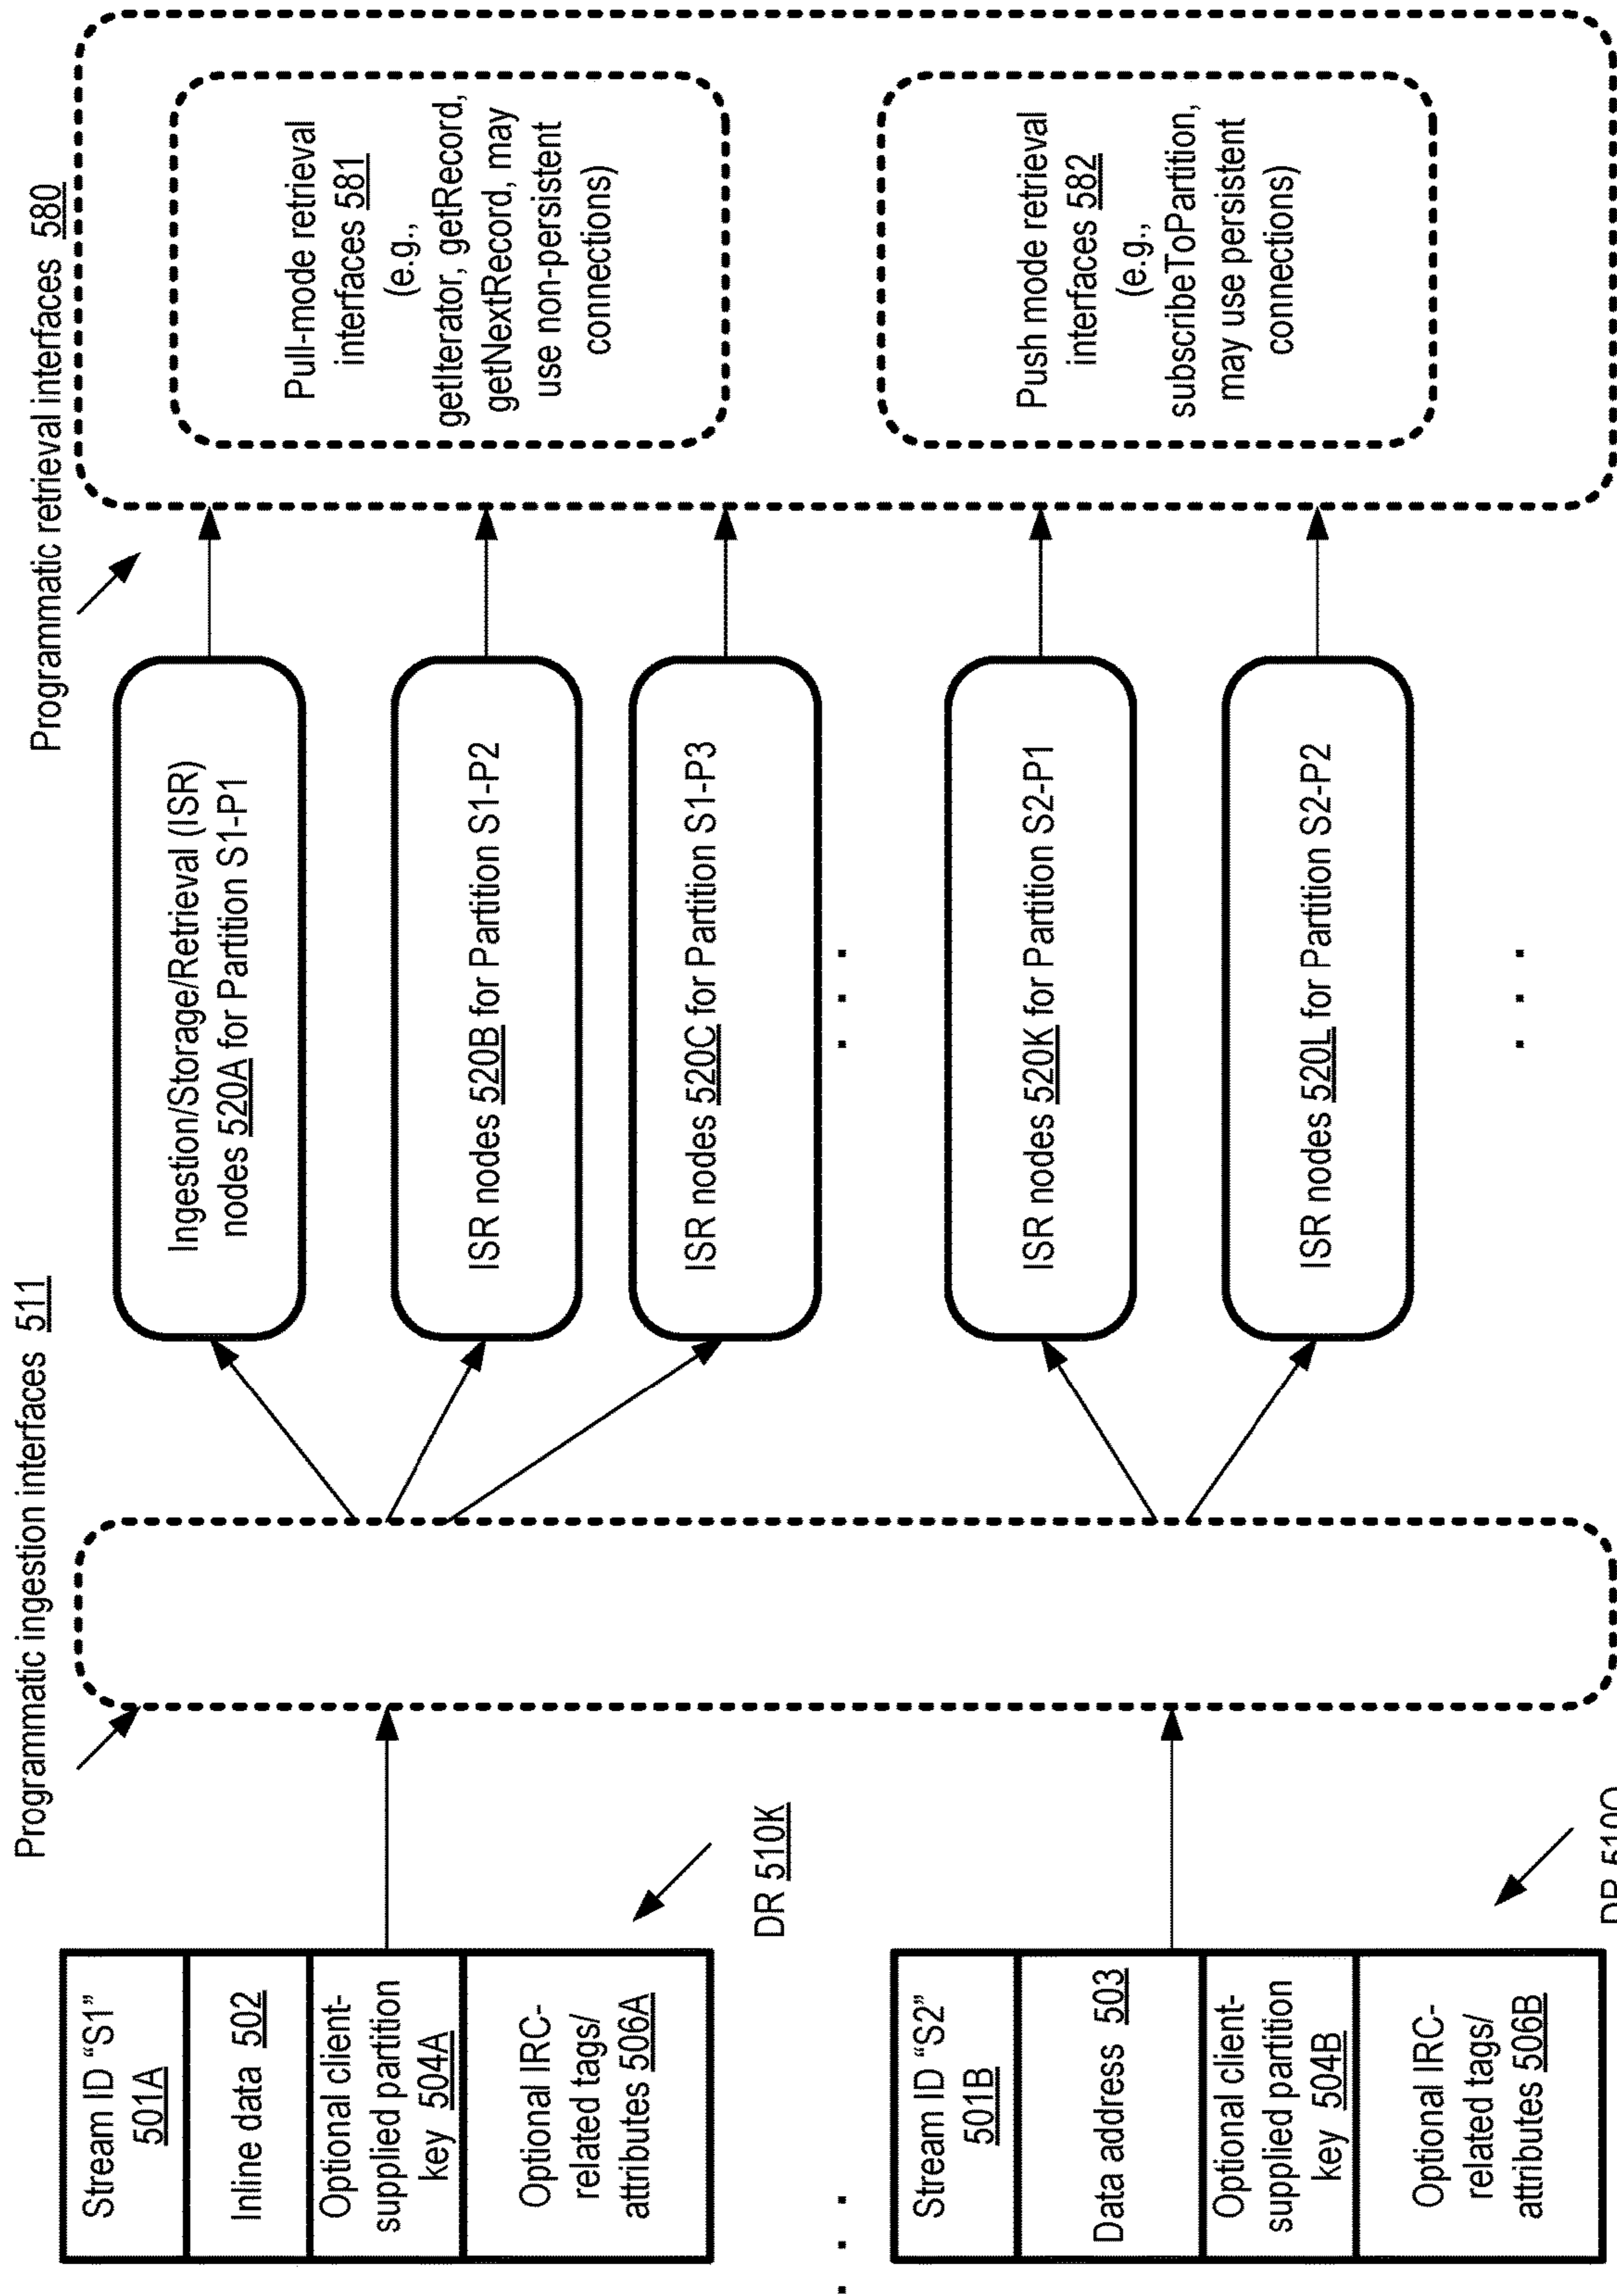 Programmatic ingestion interfaces 511
Programmatic retrieval interfaces 580
Stream ID “S1”
501A
Inline data 502
Optional client-
supplied partition
key 504A
Optional IRC-
related tags/
attributes 506A
DR 510K
Stream ID “S2”
501B
Data address 503
Optional client-
supplied partition
key 504B
Optional IRC-
related tags/
attributes 506B
Ingestion/Storage/Retrieval (ISR)
nodes 520A for Partition S1-P1
ISR nodes 520B for Partition S1-P2
ISR nodes 520C for Partition S1-P3
ISR nodes 520K for Partition S2-P1
ISR nodes 520L for Partition S2-P2
Pull-mode retrieval
interfaces 581
(e.g.,
getIterator, getRecord,
getNextRecord, may
use non-persistent
connections)
Push mode retrieval
interfaces 582
(e.g.,
subscribeToPartition,
may use persistent
connections)